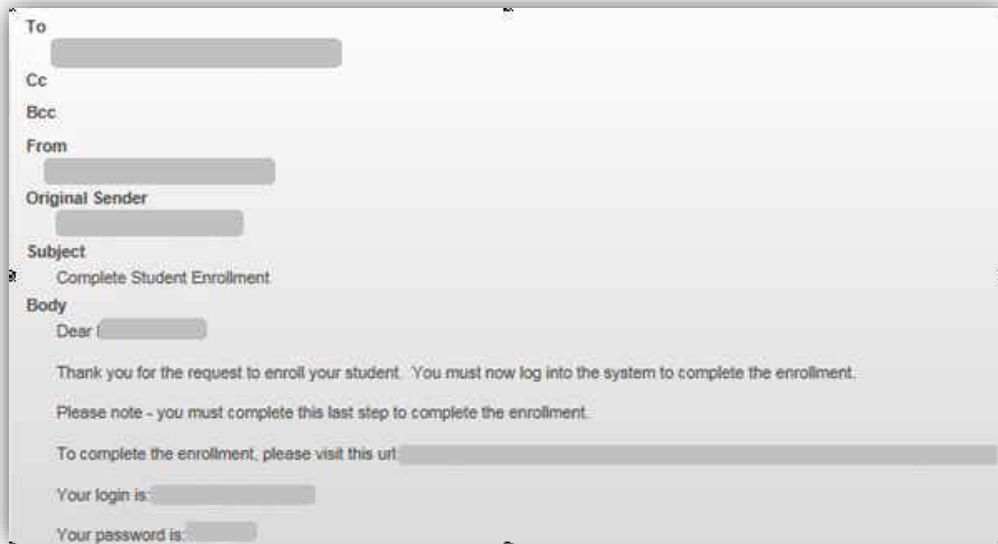 To
Cc
Bcc
From
Original Sender
Subject
Complete Student Enrollment
Body
Dear
Thank you for the request to enroll your student. You must now log into the system to complete the enrollment.
Please note - you must complete this last step to complete the enrollment.
To complete the enrollment, please visit this url:
Your login is:
Your password is: